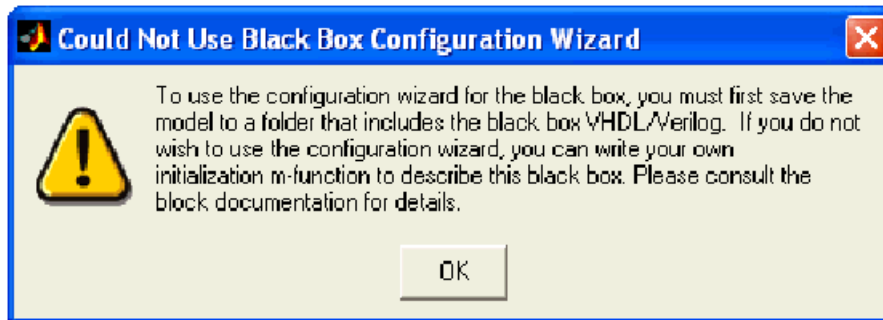 Could Not Use Black Box Configuration Wizard
To use the configuration wizard for the black box, you must first save the
model to a folder that includes the black box VHDL/Verilog.  If you do not
wish to use the configuration wizard, you can write your own
initialization m-function to describe this black box. Please consult the
block documentation for details.
OK